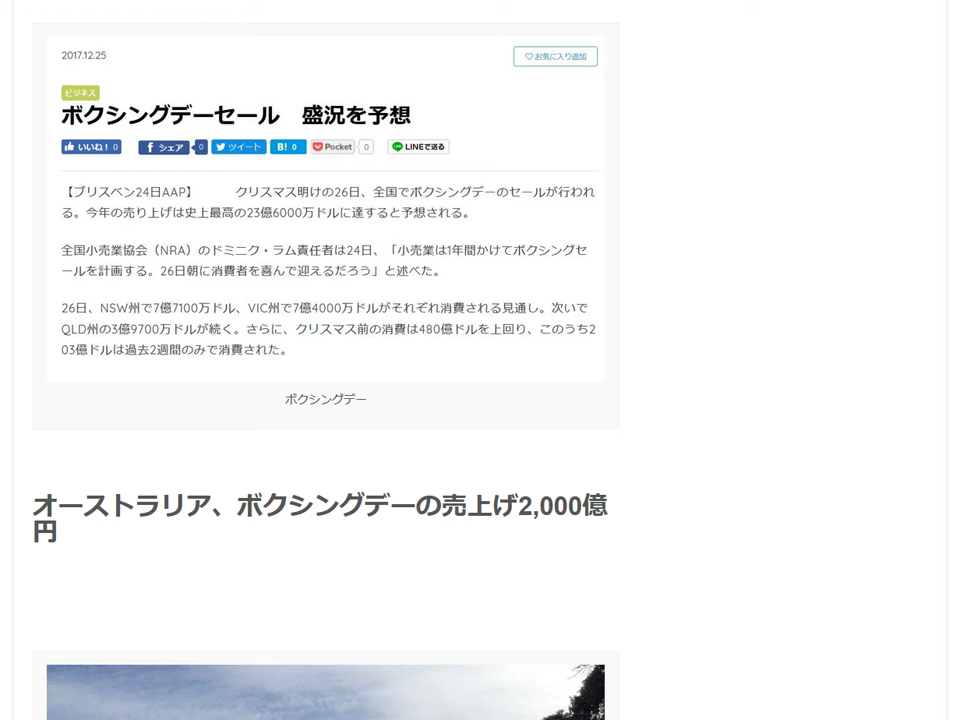 2017.12.25
お気に入り追加
ビジネス
ボクシングデーセール　盛況を予想
いいね！ 0
シェア 0
ツイート
B! 0
Pocket 0
LINEで送る
【ブリスベン24日AAP】　　　クリスマス明けの26日、全国でボクシングデーのセールが行われ
る。今年の売り上げは史上最高の23億6000万ドルに達すると予想される。
全国小売業協会（NRA）のドミニク・ラム責任者は24日、「小売業は1年間かけてボクシングセ
ールを計画する。26日朝に消費者を喜んで迎えるだろう」と述べた。
26日、NSW州で7億7100万ドル、VIC州で7億4000万ドルがそれぞれ消費される見通し。次いで
QLD州の3億9700万ドルが続く。さらに、クリスマス前の消費は480億ドルを上回り、このうち2
03億ドルは過去2週間のみで消費された。
ボクシングデー
オーストラリア、ボクシングデーの売上げ2,000億
円